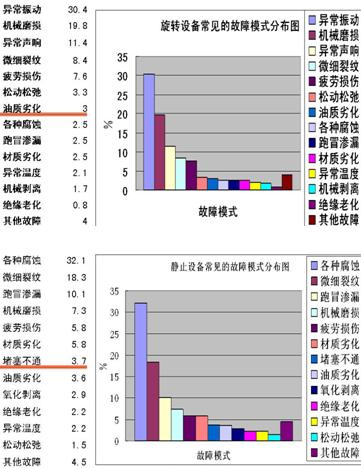 异常振动 30.4
机械磨损 19.8
异常声响 11.4
微细裂纹 8.4
疲劳损伤 7.6
松动松弛 3.3
油质劣化 3
各种腐蚀 2.5
跑冒渗漏 2.5
材质劣化 2.5
异常温度 2.1
机械剥离 1.7
绝缘老化 0.8
其他故障 4
旋转设备常见的故障模式分布图
%
35
30
25
20
15
10
5
0
故障模式
异常振动
机械磨损
异常声响
微细裂纹
疲劳损伤
松动松弛
油质劣化
各种腐蚀
跑冒渗漏
材质劣化
异常温度
机械剥离
绝缘老化
其他故障
各种腐蚀 32.1
微细裂纹 18.3
跑冒渗漏 10.1
机械磨损 7.3
疲劳损伤 5.8
材质劣化 5.8
堵塞不通 3.7
油质劣化 3.6
氧化剥离 2.9
绝缘老化 2.2
异常温度 2.2
松动松弛 1.5
其他故障 4.5
静止设备常见的故障模式分布图
%
35
30
25
20
15
10
5
0
故障模式
各种腐蚀
微细裂纹
跑冒渗漏
机械磨损
疲劳损伤
材质劣化
堵塞不通
油质劣化
氧化剥离
绝缘老化
异常温度
松动松弛
其他故障